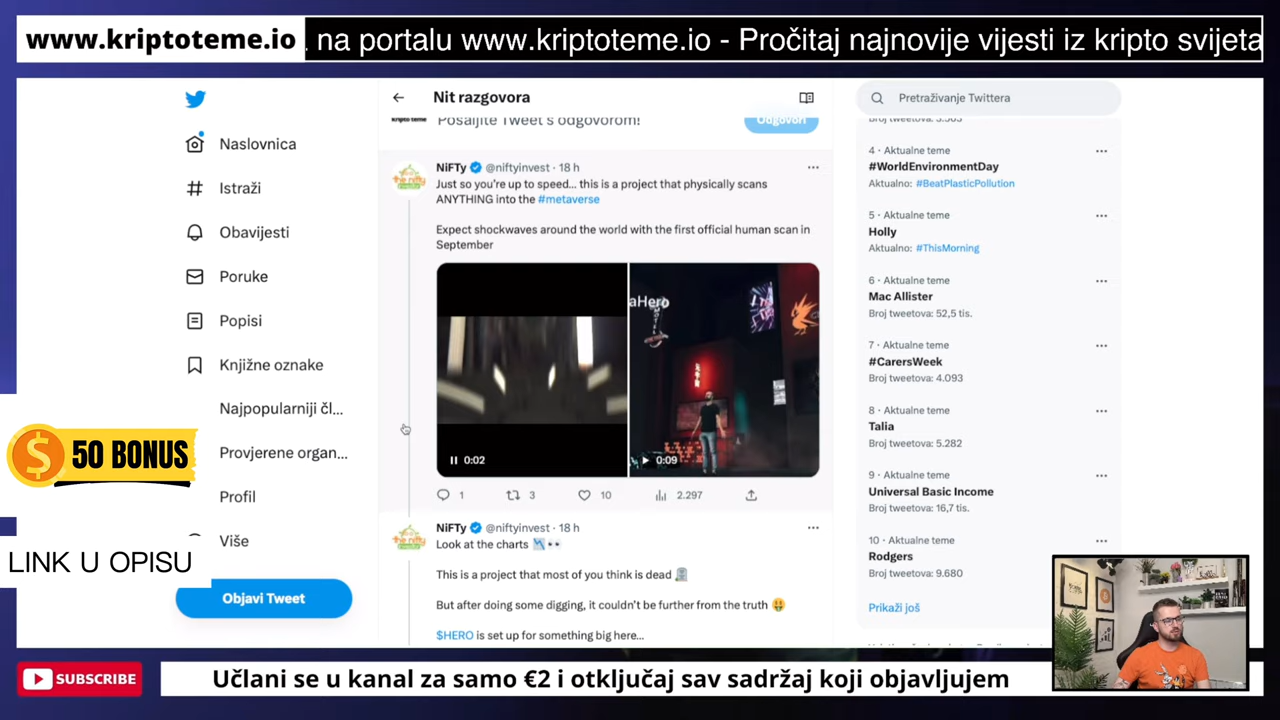 www.kriptoteme.io
na portalu www.kriptoteme.io - Pročitaj najnovije vijesti iz kripto svijeta
Naslovnica
Istraži
Obavijesti
Poruke
Popisi
Knjižne oznake
Najpopularniji čl...
Provjerene organ...
Profil
Više
Objavi Tweet
50 BONUS
LINK U OPISU
Nit razgovora
Pošaljite Tweet s odgovorom!
Odgovori
NiFTy @niftyinvest · 18 h
Just so you're up to speed... this is a project that physically scans
ANYTHING into the #metaverse
Expect shockwaves around the world with the first official human scan in
September
aHero
0:02
0:09
1
3
10
2.297
NiFTy @niftyinvest · 18 h
Look at the charts 📉👀
This is a project that most of you think is dead 🪦
But after doing some digging, it couldn't be further from the truth 🤑
$HERO is set up for something big here...
Pretraživanje Twittera
Broj tweetova: 3.503
4 · Aktualne teme
#WorldEnvironmentDay
Aktualno: #BeatPlasticPollution
5 · Aktualne teme
Holly
Aktualno: #ThisMorning
6 · Aktualne teme
Mac Allister
Broj tweetova: 52,5 tis.
7 · Aktualne teme
#CarersWeek
Broj tweetova: 4.093
8 · Aktualne teme
Talia
Broj tweetova: 5.282
9 · Aktualne teme
Universal Basic Income
Broj tweetova: 16,7 tis.
10 · Aktualne teme
Rodgers
Broj tweetova: 9.680
Prikaži još
SUBSCRIBE
Učlani se u kanal za samo €2 i otključaj sav sadržaj koji objavljujem